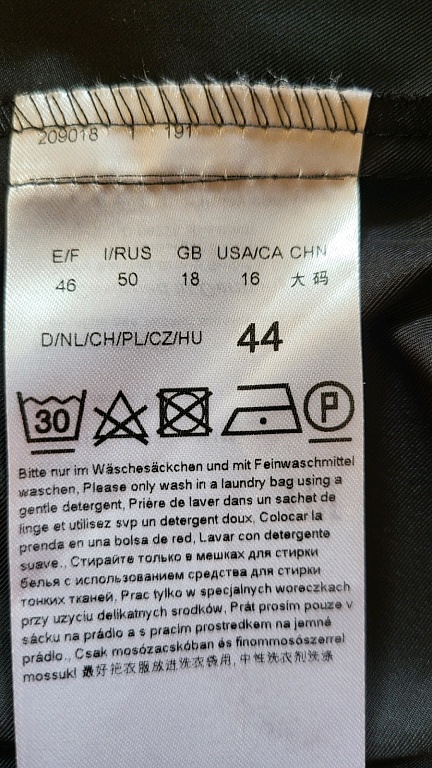 209018 1 191
E/F I/RUS GB USA/CA CHN
46 50 18 16 大码
D/NL/CH/PL/CZ/HU 44
30 P
Bitte nur im Wäschesäckchen und mit Feinwaschmittel
waschen, Please only wash in a laundry bag using a
gentle detergent, Prière de laver dans un sachet de
linge et utilisez svp un detergent doux, Colocar la
prenda en una bolsa de red, Lavar con detergente
suave., Стирайте только в мешках для стирки
белья с использованием средства для стирки
тонких тканей, Prac tylko w specjalnych woreczkach
przy uzyciu delikatnych srodków, Prát prosím pouze v
sácku na prádlo a s pracim prostredkem na jemné
prádlo., Csak mosózacskóban és finommosószerrel
mossuk! 最好把衣服放进洗衣袋用, 中性洗衣剂洗涤